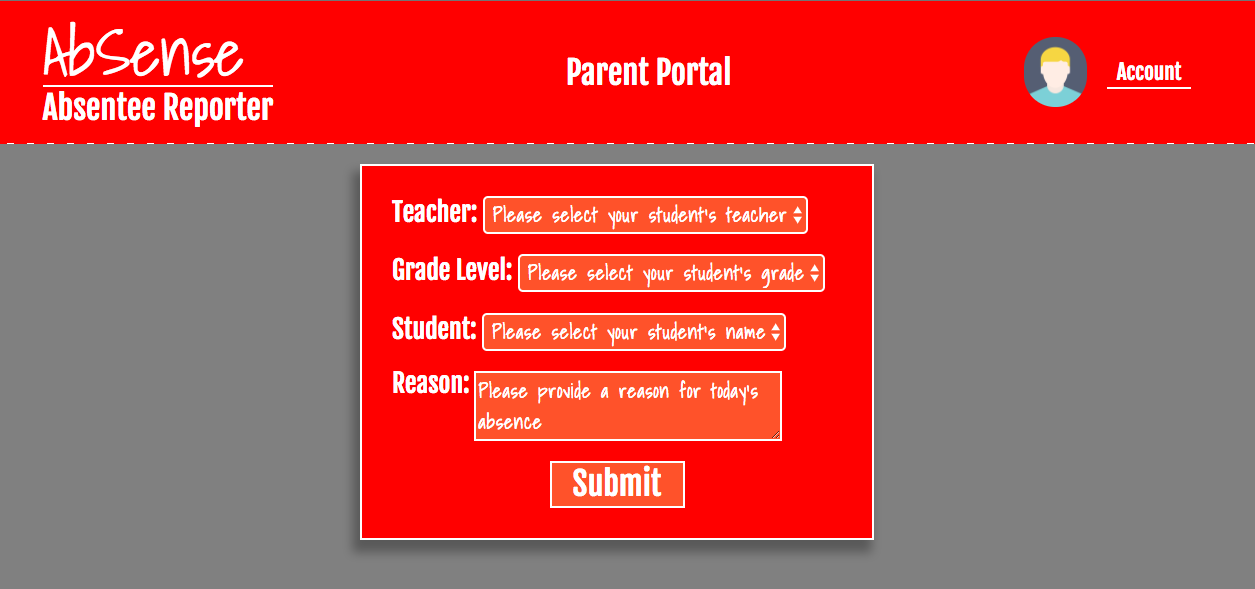 AbSense
Absentee Reporter
Parent Portal
Account
Teacher: Please select your student's teacher
Grade Level: Please select your student's grade
Student: Please select your student's name
Reason: Please provide a reason for today's
absence
Submit